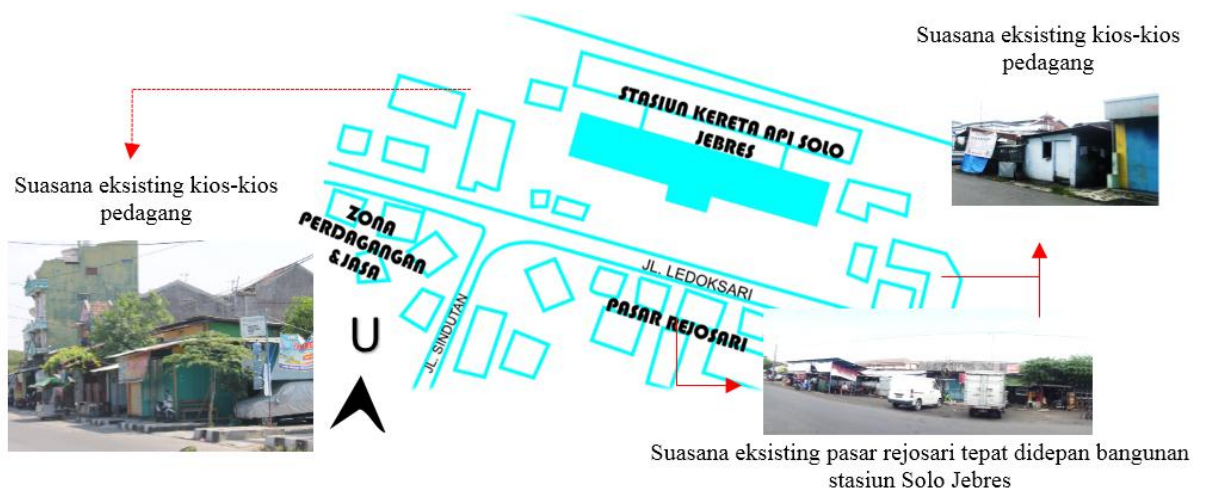 Suasana eksisting kios-kios
pedagang
STASIUN KERETA API SOLO
JEBRES
Suasana eksisting kios-kios
pedagang
ZONA
PERDAGANGAN
& JASA
JL. LEDOKSARI
PASAR REJOSARI
JL. SINDUTAN
U
Suasana eksisting pasar rejosari tepat didepan bangunan
stasiun Solo Jebres